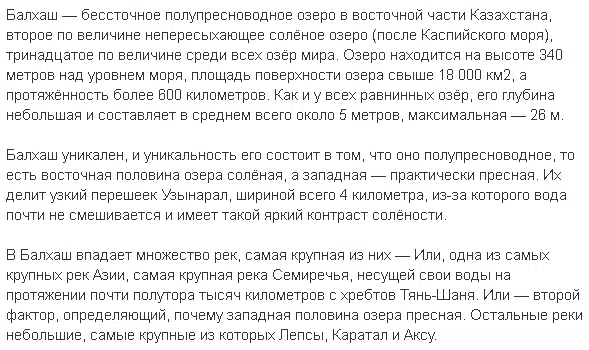 Балхаш — бессточное полупресноводное озеро в восточной части Казахстана,
второе по величине непересыхающее солёное озеро (после Каспийского моря),
тринадцатое по величине среди всех озёр мира. Озеро находится на высоте 340
метров над уровнем моря, площадь поверхности озера свыше 18 000 км2, а
протяжённость более 600 километров. Как и у всех равнинных озёр, его глубина
небольшая и составляет в среднем всего около 5 метров, максимальная — 26 м.

Балхаш уникален, и уникальность его состоит в том, что оно полупресноводное, то
есть восточная половина озера солёная, а западная — практически пресная. Их
делит узкий перешеек Узынарал, шириной всего 4 километра, из-за которого вода
почти не смешивается и имеет такой яркий контраст солёности.

В Балхаш впадает множество рек, самая крупная из них — Или, одна из самых
крупных рек Азии, самая крупная река Семиречья, несущей свои воды на
протяжении почти полутора тысяч километров с хребтов Тянь-Шаня. Или — второй
фактор, определяющий, почему западная половина озера пресная. Остальные реки
небольшие, самые крупные из которых Лепсы, Каратал и Аксу.